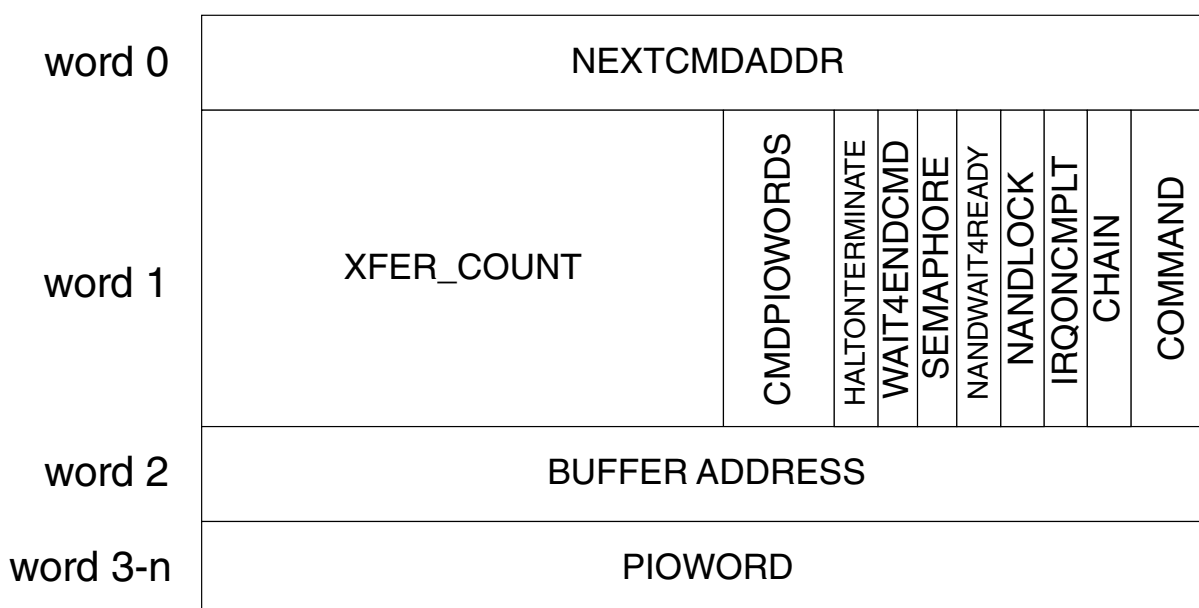 word 0
NEXTCMDADDR
word 1
XFER_COUNT
CMDPIOWORDS
HALTONTERMINATE
WAIT4ENDCMD
SEMAPHORE
NANDWAIT4READY
NANDLOCK
IRQONCMPLT
CHAIN
COMMAND
word 2
BUFFER ADDRESS
word 3-n
PIOWORD